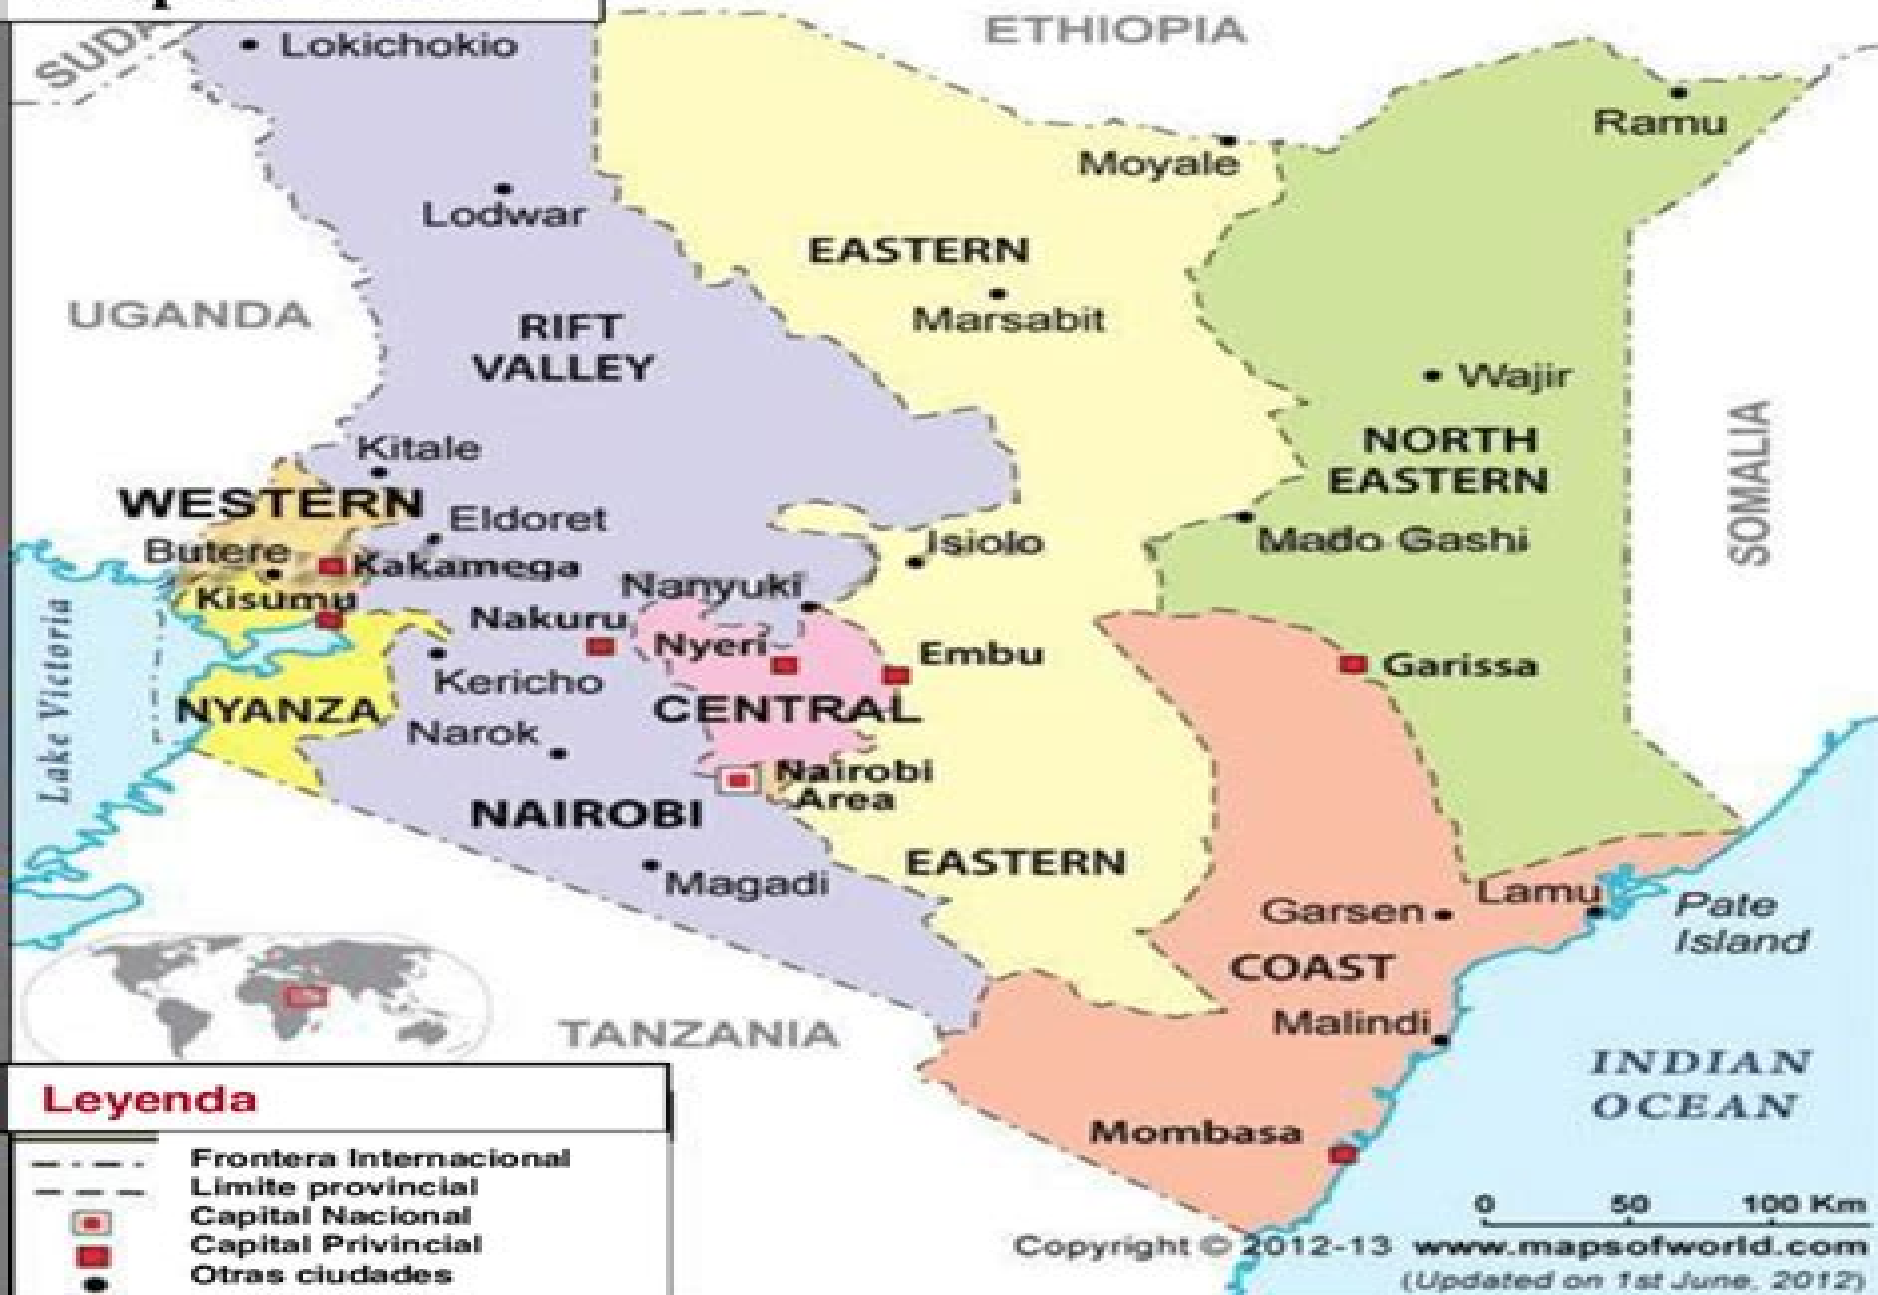 ETHIOPIA
Lokichokio
Ramu
Moyale
Lodwar
EASTERN
Marsabit
UGANDA
RIFT
VALLEY
Wajir
NORTH
EASTERN
SOMALIA
Kitale
WESTERN
Eldoret
Isiolo
Mado Gashi
Butere
Kakamega
Nanyuki
Kisumu
Nakuru
Nyeri
Embu
Garissa
Kericho
Lake Victoria
NYANZA
CENTRAL
Narok
Nairobi
Area
NAIROBI
EASTERN
Magadi
Garsen
Lamu
Pate
Island
COAST
Malindi
TANZANIA
INDIAN
OCEAN
Mombasa
Leyenda
Frontera Internacional
Limite provincial
Capital Nacional
Capital Privincial
Otras ciudades
0 50 100 Km
Copyright © 2012-13 www.mapsofworld.com
(Updated on 1st June, 2012)